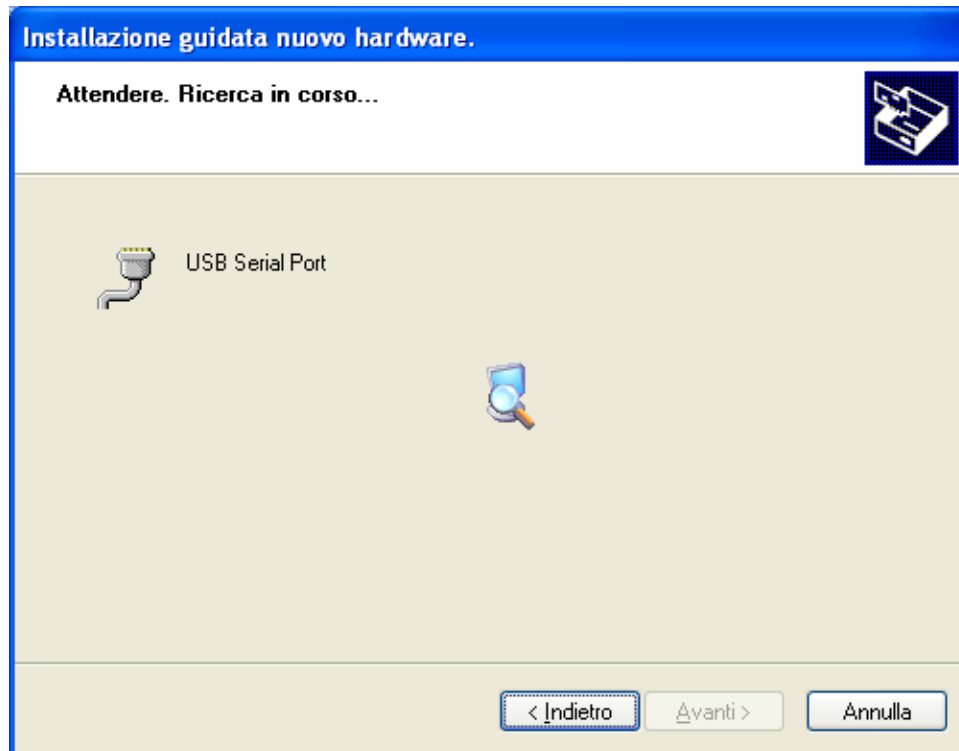 Installazione guidata nuovo hardware.
Attendere. Ricerca in corso...
USB Serial Port
< Indietro
Avanti >
Annulla